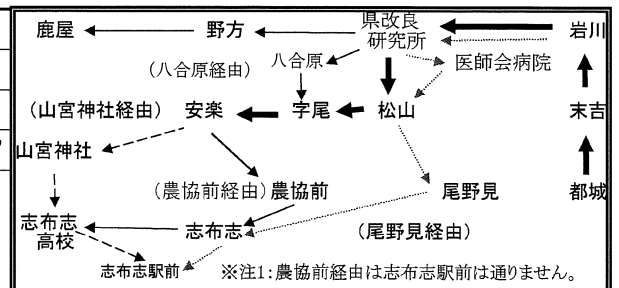 鹿屋 野方 県改良 岩川
研究所
(八合原経由) 八合原 医師会病院
(山宮神社経由) 安楽 字尾 松山 末吉
山宮神社
(農協前経由) 農協前 尾野見 都城
志布志
高校 志布志 (尾野見経由)
志布志駅前 ※注1:農協前経由は志布志駅前は通りません。